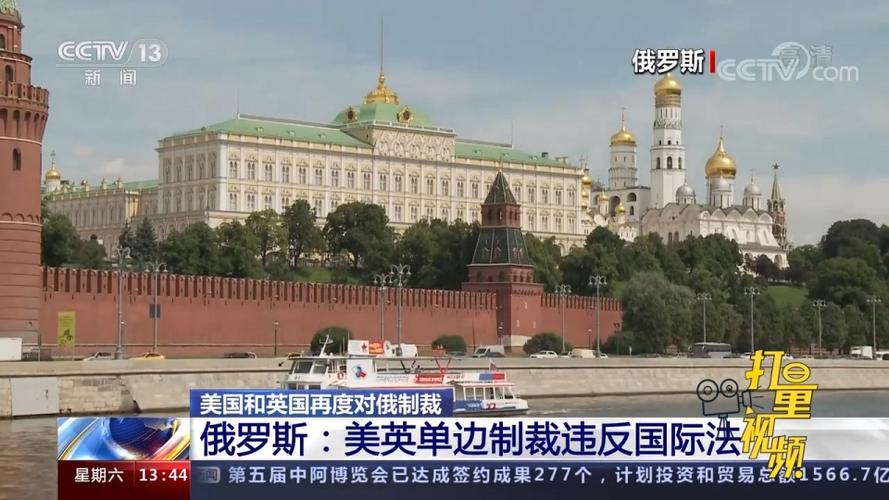 CCTV 13
新闻
俄罗斯
CCTV 高清 com
美国和英国再度对俄制裁
俄罗斯：美英单边制裁违反国际法
打量视频
星期六 13:44 第五届中阿博览会已达成签约成果277个，计划投资和贸易总额1566.7亿